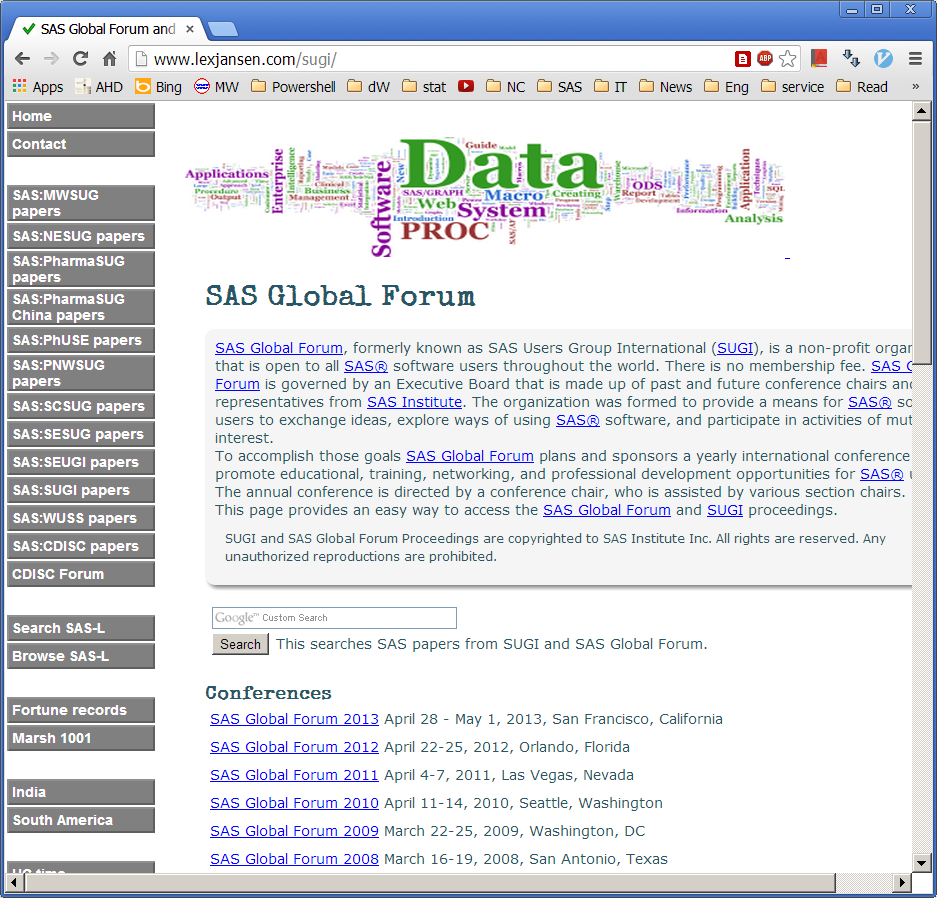 SAS Global Forum and
www.lexjansen.com/sugi/
ABP
Apps AHD Bing MW Powershell dW stat NC SAS IT News Eng service Read »
Home
Contact
SAS:MWSUG
papers
SAS:NESUG papers
SAS:PharmaSUG
papers
SAS:PharmaSUG
China papers
SAS:PhUSE papers
SAS:PNWSUG
papers
SAS:SCSUG papers
SAS:SESUG papers
SAS:SEUGI papers
SAS:SUGI papers
SAS:WUSS papers
SAS:CDISC papers
CDISC Forum
Search SAS-L
Browse SAS-L
Fortune records
Marsh 1001
India
South America
US time
Applications
Procedure
Output
Enterprise
Intelligence
Business
Management
Software
New
Data
Guide
SAS/GRAPH
Macro
Web
System
Introduction
PROC
SAS/AF
Creating
ODS
Report
Development
Information
Application
Techniques
SQL
Analysis
SAS Global Forum
SAS Global Forum, formerly known as SAS Users Group International (SUGI), is a non-profit organ
that is open to all SAS® software users throughout the world. There is no membership fee. SAS G
Forum is governed by an Executive Board that is made up of past and future conference chairs and
representatives from SAS Institute. The organization was formed to provide a means for SAS® so
users to exchange ideas, explore ways of using SAS® software, and participate in activities of mut
interest.
To accomplish those goals SAS Global Forum plans and sponsors a yearly international conference
promote educational, training, networking, and professional development opportunities for SAS® u
The annual conference is directed by a conference chair, who is assisted by various section chairs.
This page provides an easy way to access the SAS Global Forum and SUGI proceedings.
SUGI and SAS Global Forum Proceedings are copyrighted to SAS Institute Inc. All rights are reserved. Any
unauthorized reproductions are prohibited.
Google™ Custom Search
Search This searches SAS papers from SUGI and SAS Global Forum.
Conferences
SAS Global Forum 2013 April 28 - May 1, 2013, San Francisco, California
SAS Global Forum 2012 April 22-25, 2012, Orlando, Florida
SAS Global Forum 2011 April 4-7, 2011, Las Vegas, Nevada
SAS Global Forum 2010 April 11-14, 2010, Seattle, Washington
SAS Global Forum 2009 March 22-25, 2009, Washington, DC
SAS Global Forum 2008 March 16-19, 2008, San Antonio, Texas